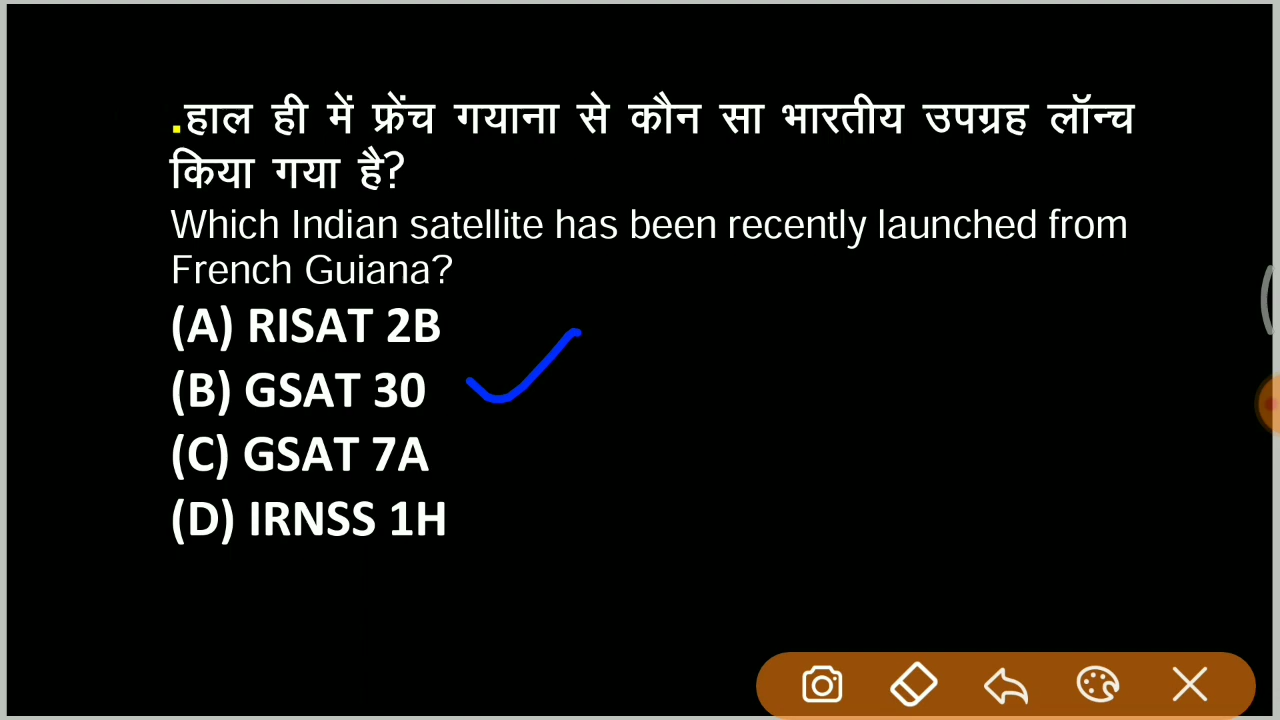 .हाल ही में फ्रेंच गयाना से कौन सा भारतीय उपग्रह लॉन्च
किया गया है?
Which Indian satellite has been recently launched from
French Guiana?
(A) RISAT 2B
(B) GSAT 30
(C) GSAT 7A
(D) IRNSS 1H